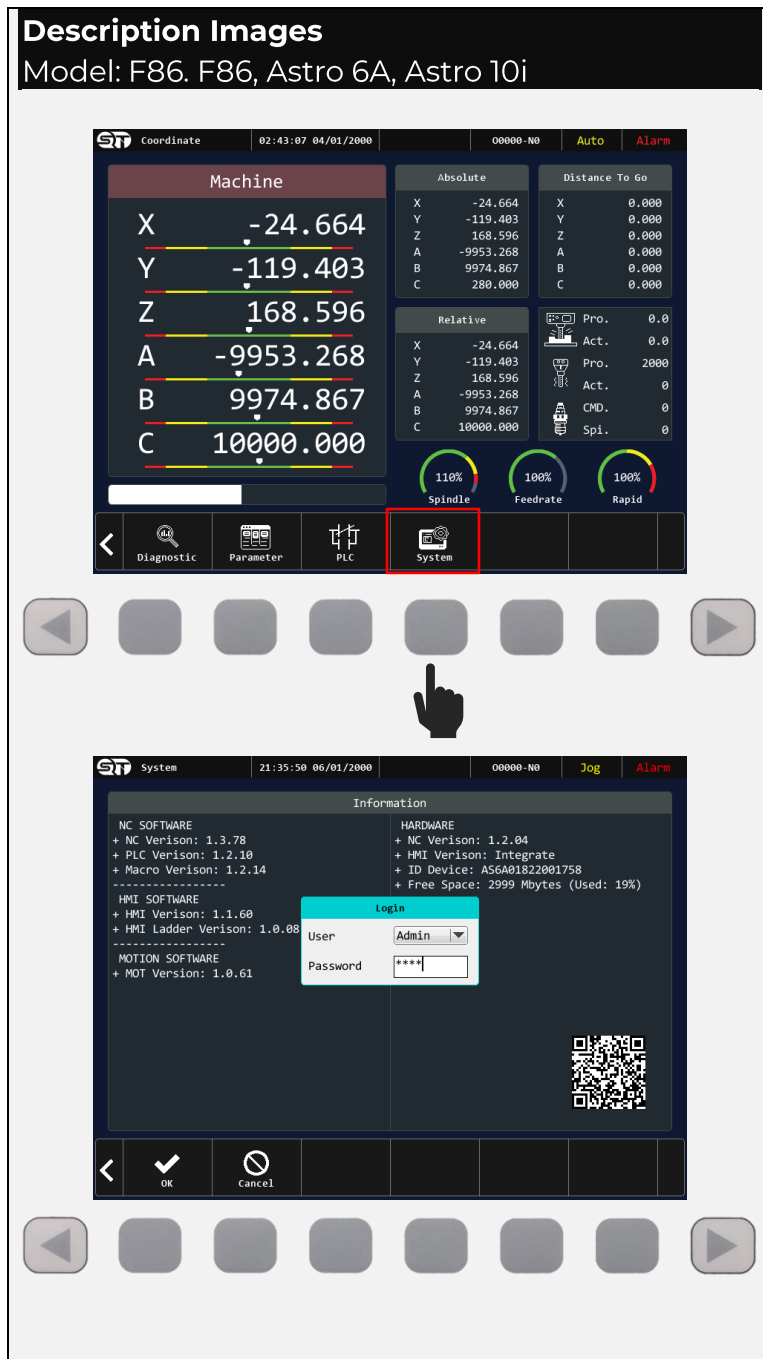 Description Images
Model: F86. F86, Astro 6A, Astro 10i
STT Coordinate 02:43:07 04/01/2000 O0000-N0 Auto Alarm
Machine
X -24.664
Y -119.403
Z 168.596
A -9953.268
B 9974.867
C 10000.000
Absolute
X -24.664
Y -119.403
Z 168.596
A -9953.268
B 9974.867
C 280.000
Distance To Go
X 0.000
Y 0.000
Z 0.000
A 0.000
B 0.000
C 0.000
Relative
X -24.664
Y -119.403
Z 168.596
A -9953.268
B 9974.867
C 10000.000
Pro. 0.0
Act. 0.0
Pro. 2000
Act. 0
CMD. 0
Spi. 0
110% 100% 100%
Spindle Feedrate Rapid
Diagnostic Parameter PLC System
STT System 21:35:50 06/01/2000 O0000-N0 Jog Alarm
Information
NC SOFTWARE
+ NC Verison: 1.3.78
+ PLC Verison: 1.2.10
+ Macro Verison: 1.2.14
-----------------
HMI SOFTWARE
+ HMI Verison: 1.1.60
+ HMI Ladder Verison: 1.0.08
-----------------
MOTION SOFTWARE
+ MOT Version: 1.0.61
HARDWARE
+ NC Verison: 1.2.04
+ HMI Verison: Integrate
+ ID Device: AS6A01822001758
+ Free Space: 2999 Mbytes (Used: 19%)
Login
User Admin
Password ****
OK Cancel